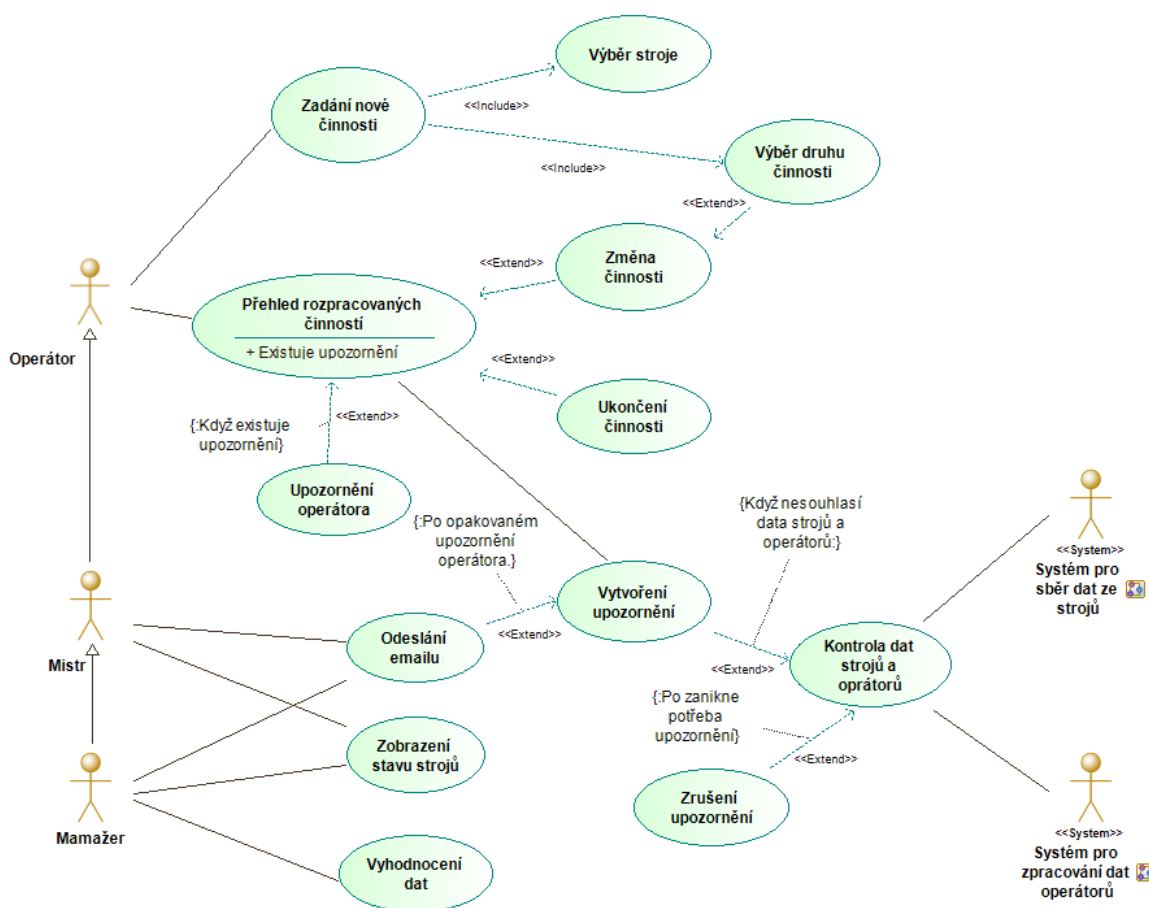 Výběr stroje
Zadání nové
činnosti
<<Include>>
Výběr druhu
činnosti
<<Include>>
<<Extend>>
Změna
činnosti
<<Extend>>
Přehled rozpracovaných
činností
+ Existuje upozornění
Operátor
<<Extend>>
Ukončení
činnosti
<<Extend>>
{:Když existuje
upozornění}
Upozornění
operátora
{:Po opakovaném
upozornění
operátora.}
{Když nesouhlasí
data strojů a
operátorů:}
<<System>>
Systém pro
sběr dat ze
strojů
Vytvoření
upozornění
<<Extend>>
Odeslání
emailu
Mistr
<<Extend>>
Kontrola dat
strojů a
oprátorů
{:Po zanikne
potřeba
upozornění}
Zobrazení
stavu strojů
<<Extend>>
Zrušení
upozornění
Mamažer
<<System>>
Systém pro
zpracování dat
operátorů
Vyhodnocení
dat